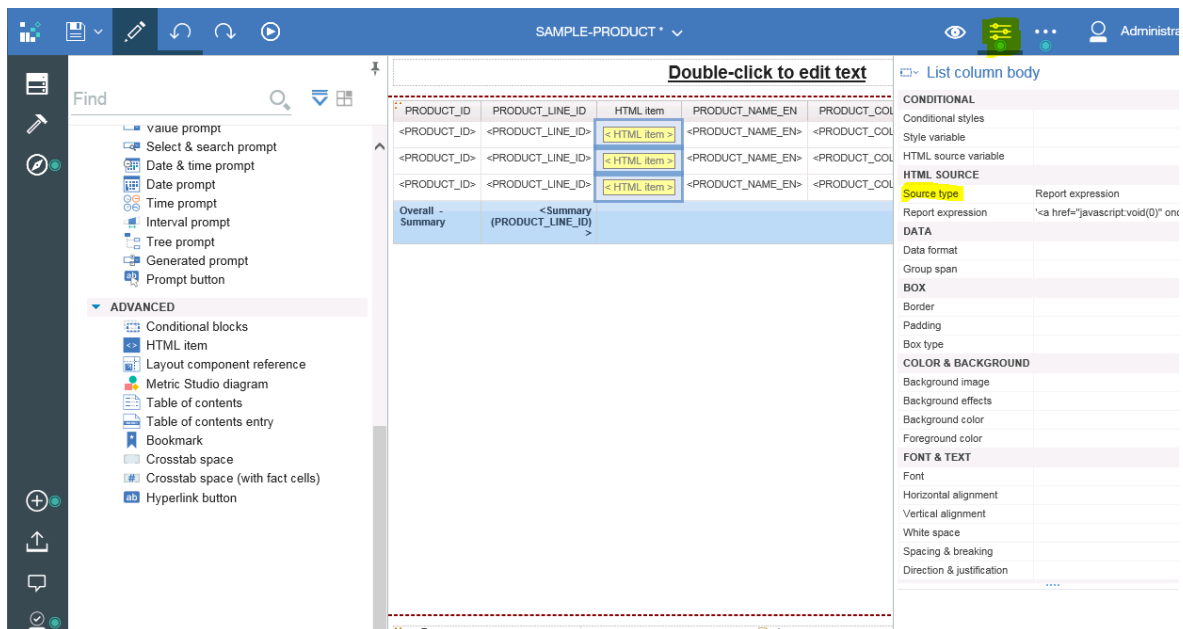 SAMPLE-PRODUCT *
Administra
Find
Value prompt
Select & search prompt
Date & time prompt
Date prompt
Time prompt
Interval prompt
Tree prompt
Generated prompt
Prompt button
ADVANCED
Conditional blocks
HTML item
Layout component reference
Metric Studio diagram
Table of contents
Table of contents entry
Bookmark
Crosstab space
Crosstab space (with fact cells)
ab Hyperlink button
Double-click to edit text
PRODUCT_ID PRODUCT_LINE_ID HTML item PRODUCT_NAME_EN PRODUCT_COL
<PRODUCT_ID> <PRODUCT_LINE_ID> < HTML item > <PRODUCT_NAME_EN> <PRODUCT_COL
<PRODUCT_ID> <PRODUCT_LINE_ID> < HTML item > <PRODUCT_NAME_EN> <PRODUCT_COL
<PRODUCT_ID> <PRODUCT_LINE_ID> < HTML item > <PRODUCT_NAME_EN> <PRODUCT_COL
Overall - <Summary
Summary (PRODUCT_LINE_ID)
>
List column body
CONDITIONAL
Conditional styles
Style variable
HTML source variable
HTML SOURCE
Source type Report expression
Report expression '<a href="javascript:void(0)" ond
DATA
Data format
Group span
BOX
Border
Padding
Box type
COLOR & BACKGROUND
Background image
Background effects
Background color
Foreground color
FONT & TEXT
Font
Horizontal alignment
Vertical alignment
White space
Spacing & breaking
Direction & justification